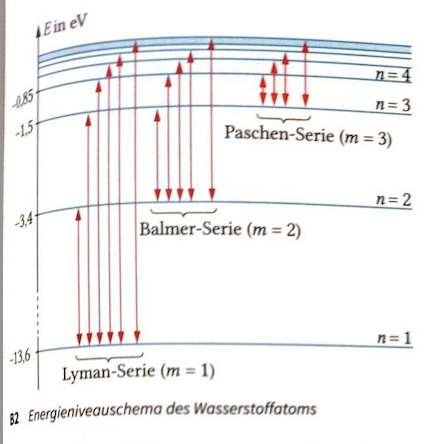 E in eV
n = 4
-0,85
n = 3
-1,5
Paschen-Serie (m = 3)
n = 2
-3,4
Balmer-Serie (m = 2)
n = 1
-13,6
Lyman-Serie (m = 1)
B2 Energieniveauschema des Wasserstoffatoms